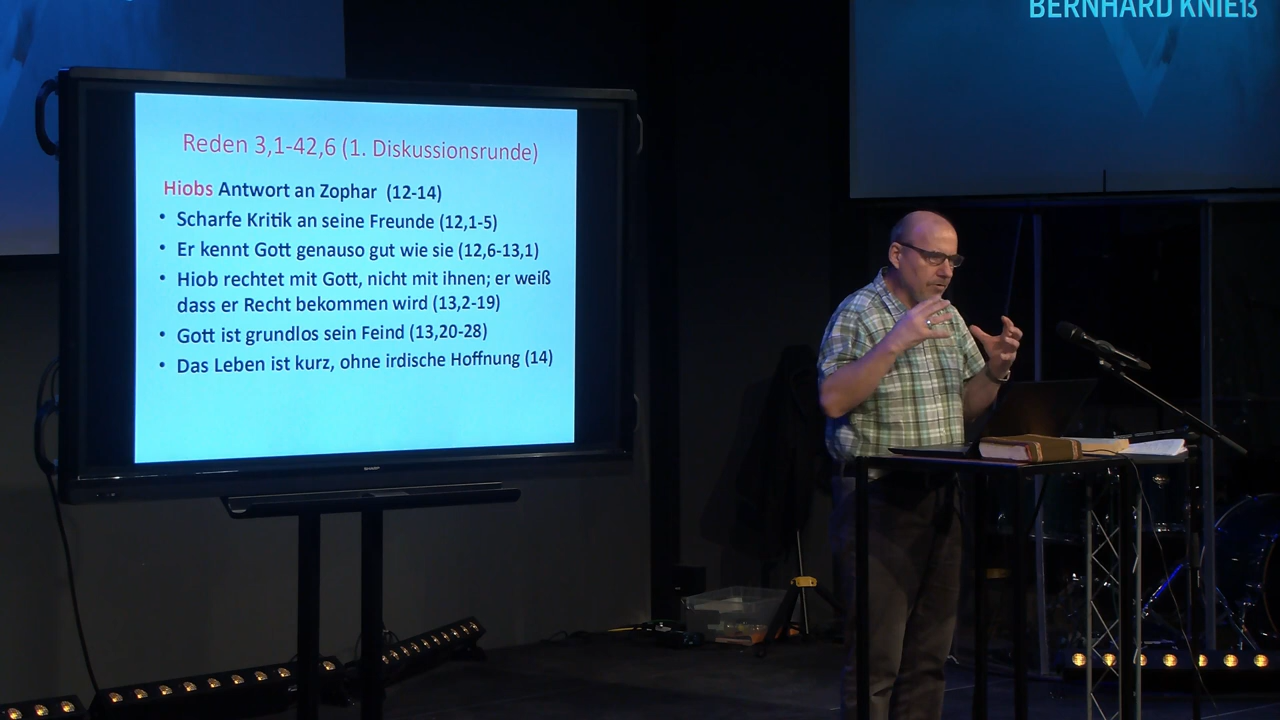 BERNHARD KNIEß
Reden 3,1-42,6 (1. Diskussionsrunde)
Hiobs Antwort an Zophar (12-14)
• Scharfe Kritik an seine Freunde (12,1-5)
• Er kennt Gott genauso gut wie sie (12,6-13,1)
• Hiob rechtet mit Gott, nicht mit ihnen; er weiß
dass er Recht bekommen wird (13,2-19)
• Gott ist grundlos sein Feind (13,20-28)
• Das Leben ist kurz, ohne irdische Hoffnung (14)
SHARP